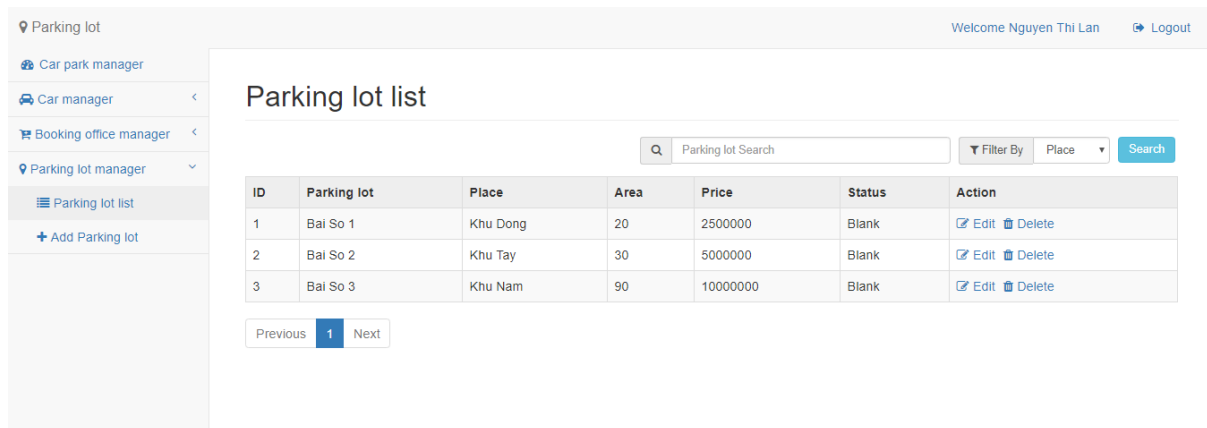 Parking lot Welcome Nguyen Thi Lan Logout
Car park manager
Car manager
Booking office manager
Parking lot manager
Parking lot list
Add Parking lot
Parking lot list
Parking lot Search Filter By Place Search
ID Parking lot Place Area Price Status Action
1 Bai So 1 Khu Dong 20 2500000 Blank Edit Delete
2 Bai So 2 Khu Tay 30 5000000 Blank Edit Delete
3 Bai So 3 Khu Nam 90 10000000 Blank Edit Delete
Previous 1 Next